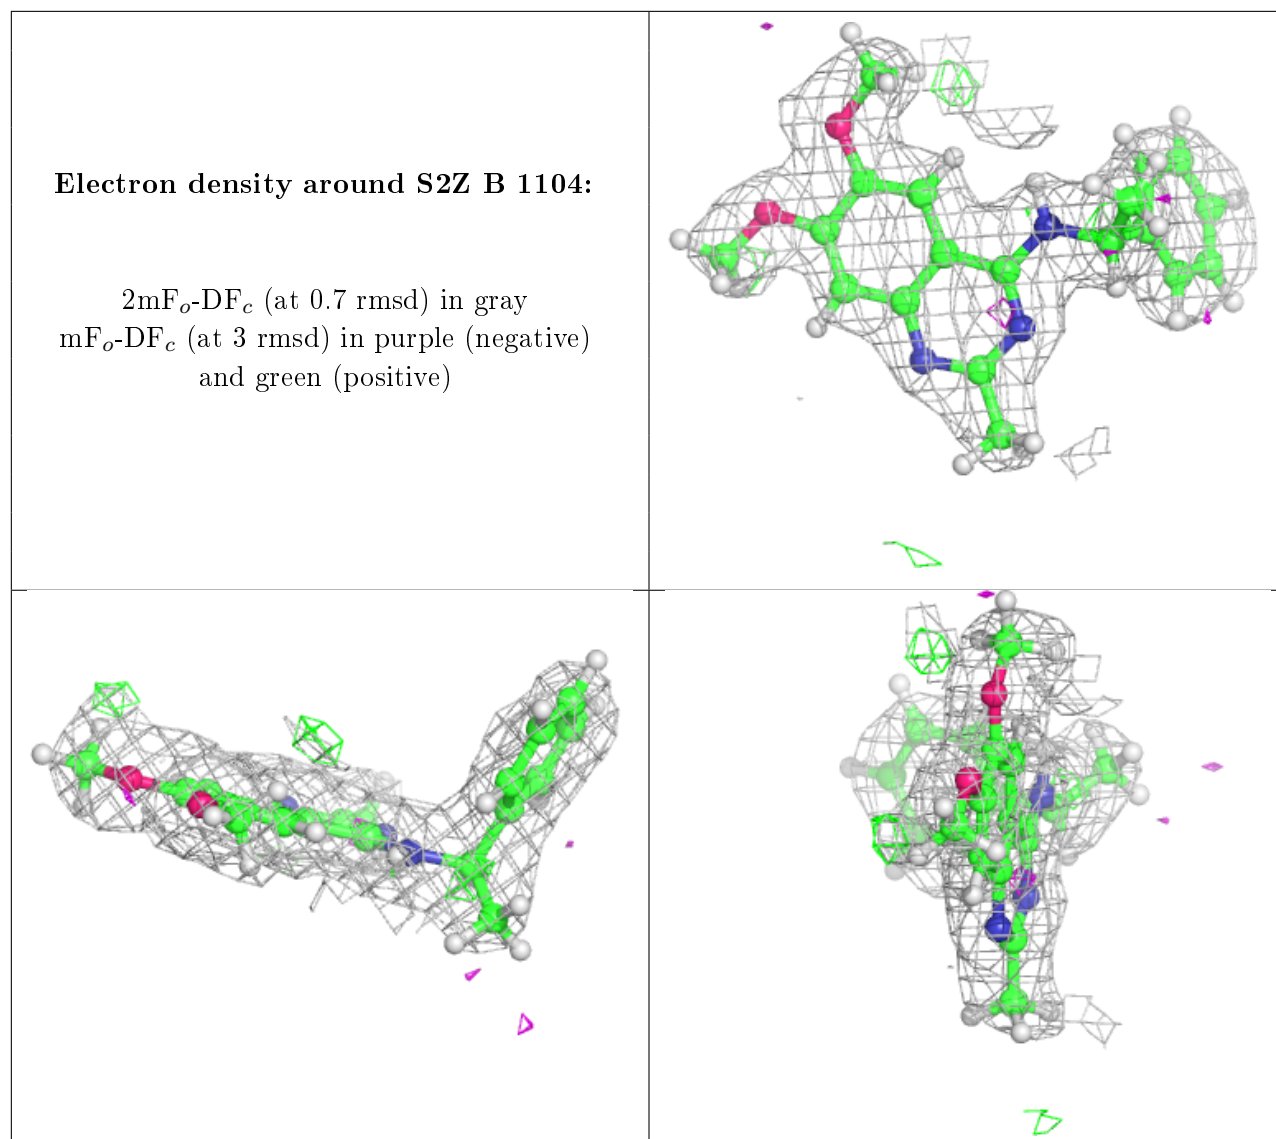 Electron density around S2Z B 1104:
2mFₒ-DF𝒸 (at 0.7 rmsd) in gray
mFₒ-DF𝒸 (at 3 rmsd) in purple (negative)
and green (positive)